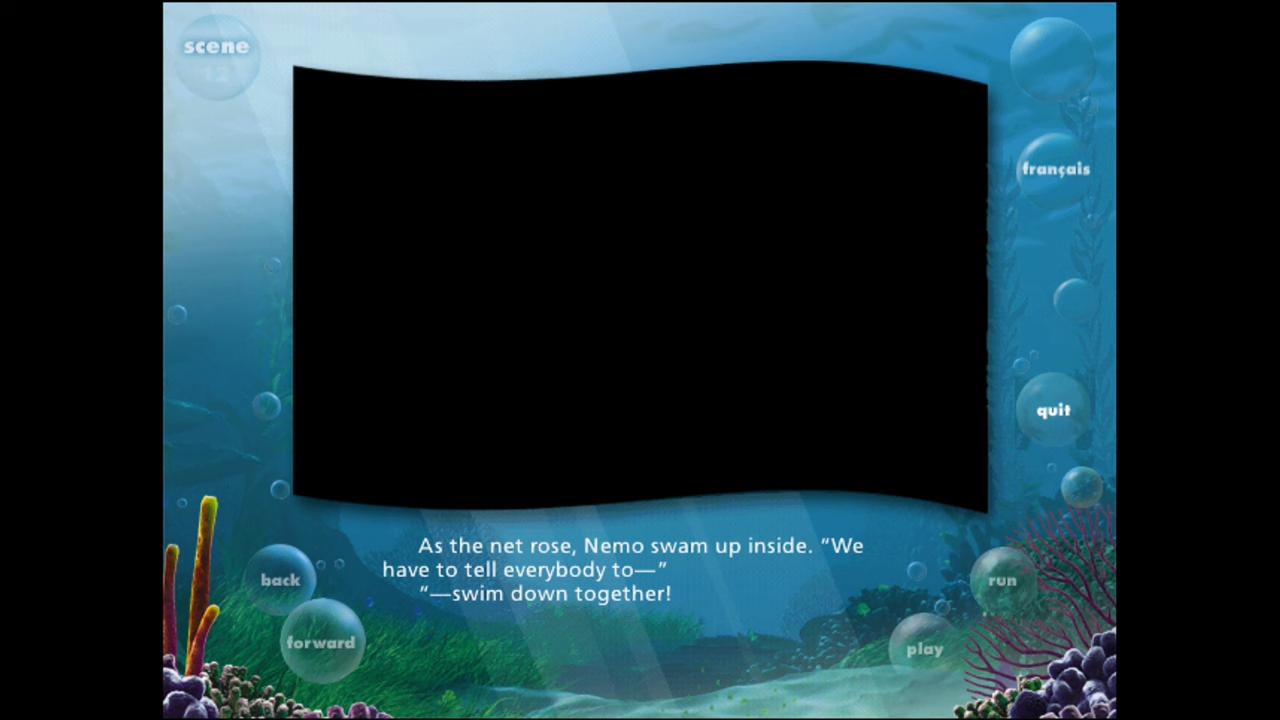 scene
12
français
quit
As the net rose, Nemo swam up inside. “We
have to tell everybody to—”
“—swim down together!
back
forward
run
play